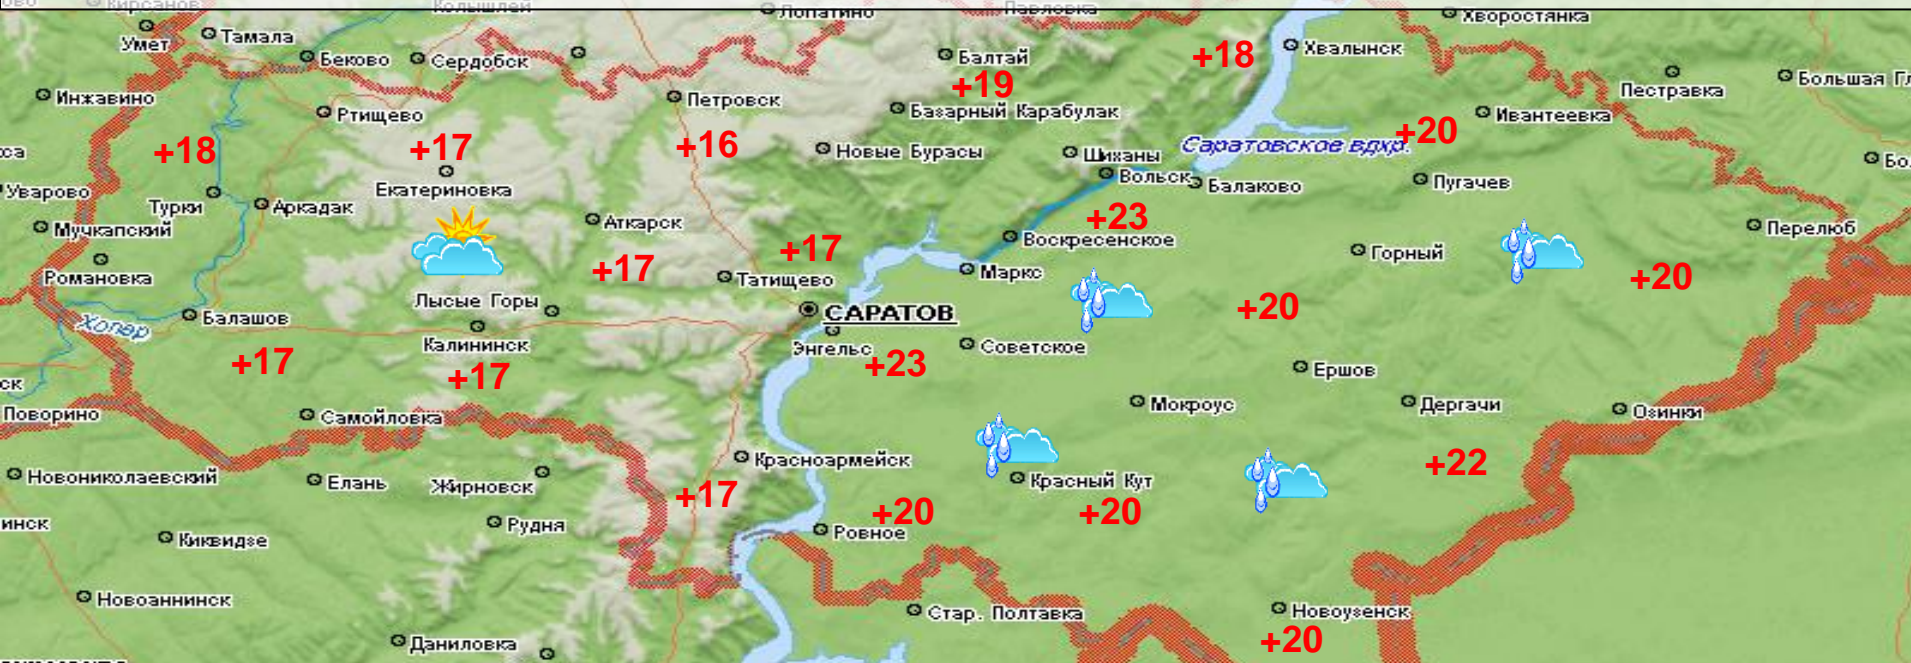 Кирсанов
Колышлей
Лопатино
Павловка
Хворостянка
Умет
Тамала
Беково
Сердобск
Балтай
+18
Хвалынск
+19
Пестравка
Инжавино
Ртищево
Петровск
Базарный Карабулак
Ивантеевка
+20
+18
+17
+16
Новые Бурасы
Шиханы
Саратовское вдхр.
Уварово
Екатериновка
Вольск
Балаково
Пугачев
Турки
Аркадак
Аткарск
+23
Мучкапский
Воскресенское
Горный
Перелюб
+17
+17
Романовка
Татищево
Маркс
+20
Лысые Горы
+20
Хопер
Балашов
САРАТОВ
Калининск
Энгельс
Советское
+17
+17
+23
Ершов
ск
Поворино
Самойловка
Мокроус
Дергачи
Озинки
Новониколаевский
Елань
Жирновск
Красноармейск
Красный Кут
+22
+17
+20
+20
инск
Киквидзе
Рудня
Ровное
Новоаннинск
Стар. Полтавка
Новоузенск
Даниловка
+20